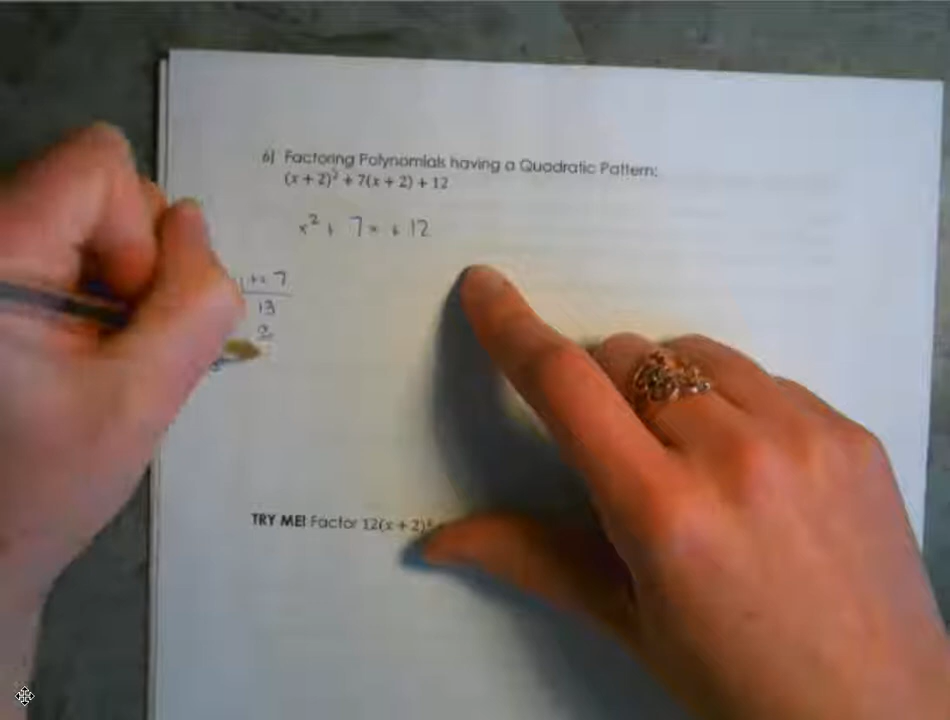 6) Factoring Polynomials having a Quadratic Pattern:
(x + 2)² + 7(x + 2) + 12
x² + 7x + 12
7
13
TRY ME! Factor 12(x + 2)²